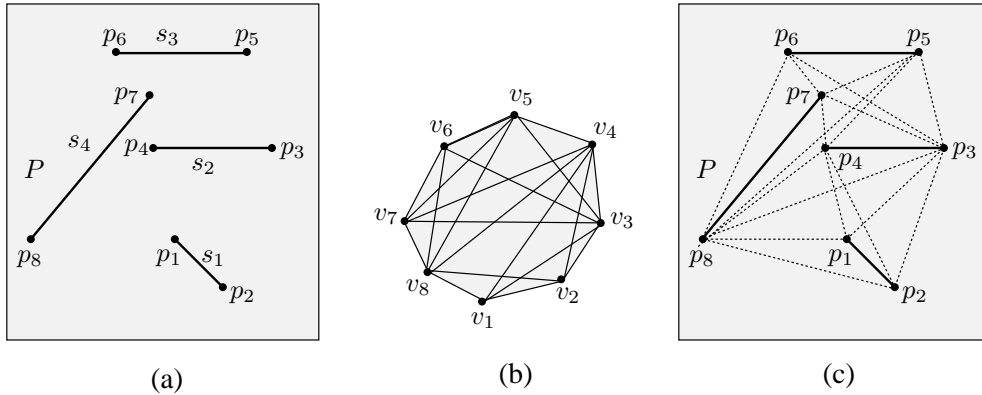 p6 s3 p5
p7
s4
p4 s2 p3
P
p8
p1 s1
p2
(a)
v5
v6 v4
v7 v3
v8 v2
v1
(b)
p6 p5
p7
p4 p3
P
p8 p1
p2
(c)